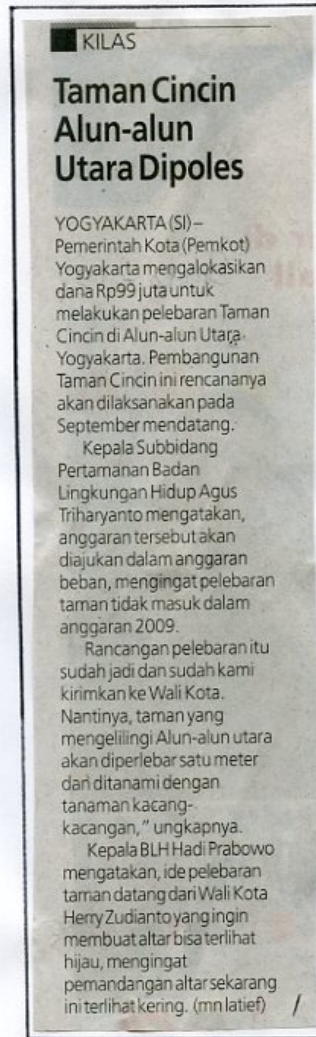 KILAS
Taman Cincin
Alun-alun
Utara Dipoles
YOGYAKARTA (SI) –
Pemerintah Kota (Pemkot)
Yogyakarta mengalokasikan
dana Rp99 juta untuk
melakukan pelebaran Taman
Cincin di Alun-alun Utara
Yogyakarta. Pembangunan
Taman Cincin ini rencananya
akan dilaksanakan pada
September mendatang.
Kepala Subbidang
Pertamanan Badan
Lingkungan Hidup Agus
Triharyanto mengatakan,
anggaran tersebut akan
diajukan dalam anggaran
beban, mengingat pelebaran
taman tidak masuk dalam
anggaran 2009.
Rancangan pelebaran itu
sudah jadi dan sudah kami
kirimkan ke Wali Kota.
Nantinya, taman yang
mengelilingi Alun-alun utara
akan diperlebar satu meter
dan ditanami dengan
tanaman kacang-
kacangan,” ungkapnya.
Kepala BLH Hadi Prabowo
mengatakan, ide pelebaran
taman datang dari Wali Kota
Herry Zudianto yang ingin
membuat altar bisa terlihat
hijau, mengingat
pemandangan altar sekarang
ini terlihat kering. (mn latief)